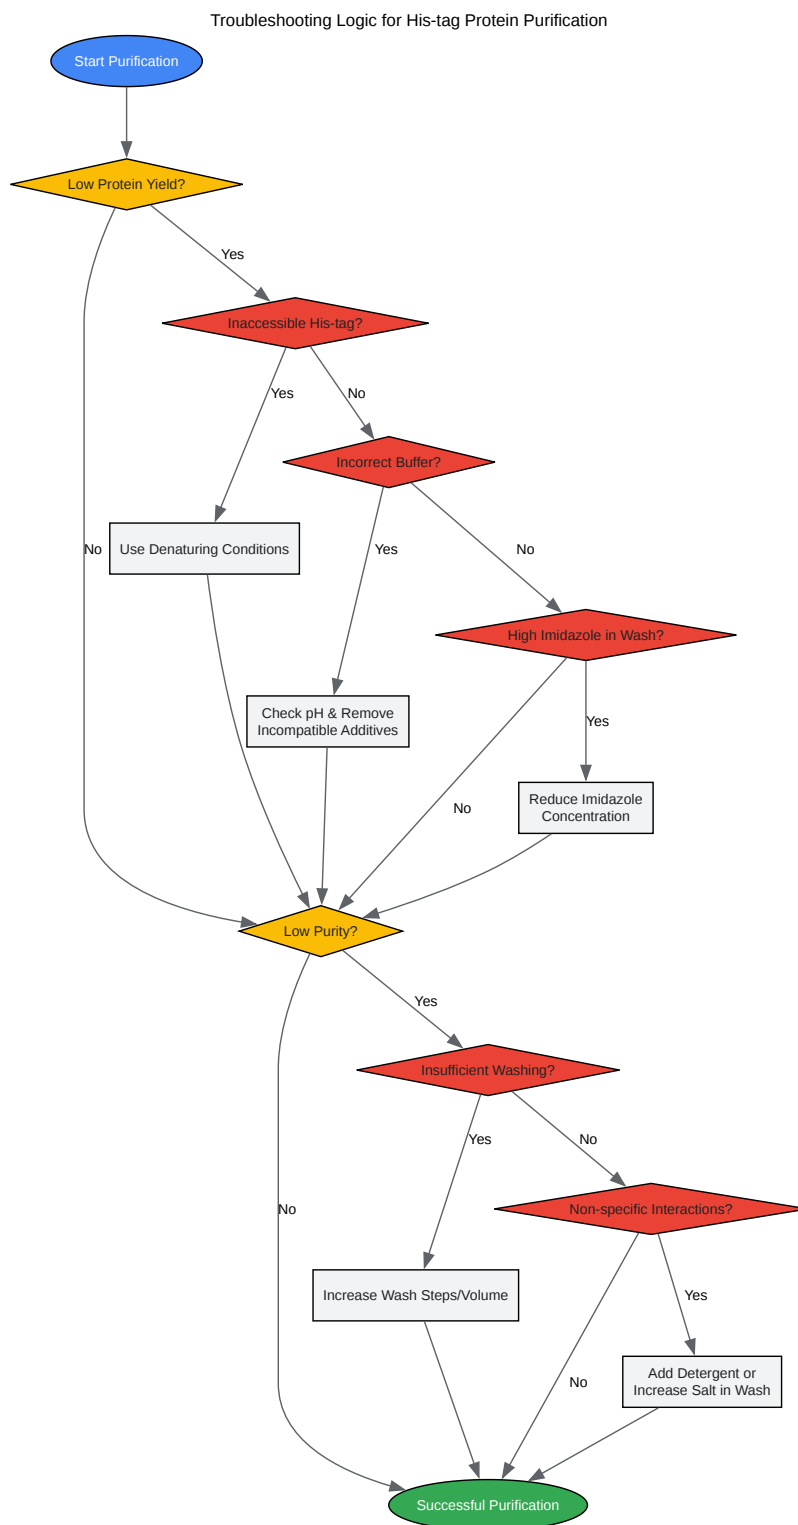 Troubleshooting Logic for His-tag Protein Purification
Start Purification
Low Protein Yield?
Yes
Inaccessible His-tag?
Yes
No
Incorrect Buffer?
No
Use Denaturing Conditions
Yes
No
High Imidazole in Wash?
Check pH & Remove
Incompatible Additives
Yes
Reduce Imidazole
Concentration
No
Low Purity?
Yes
Insufficient Washing?
Yes
No
No
Non-specific Interactions?
Increase Wash Steps/Volume
Yes
No
Add Detergent or
Increase Salt in Wash
Successful Purification